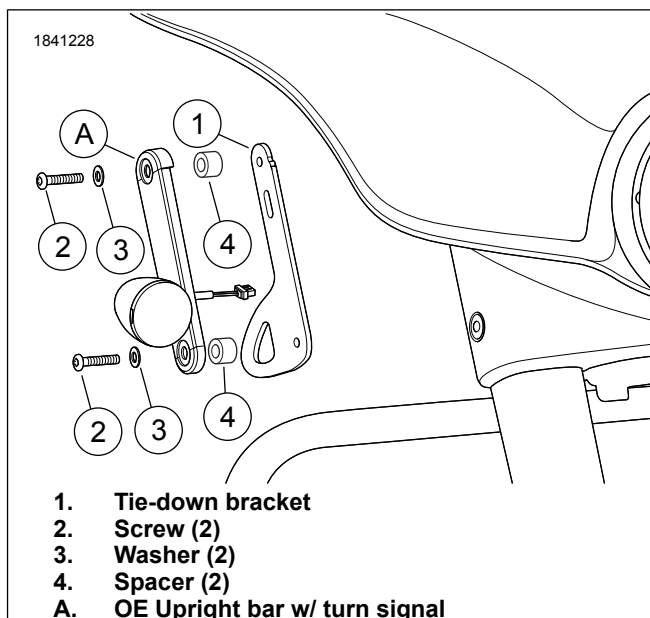 1841228
1
A
4
2
3
4
2
3
1. Tie-down bracket
2. Screw (2)
3. Washer (2)
4. Spacer (2)
A. OE Upright bar w/ turn signal